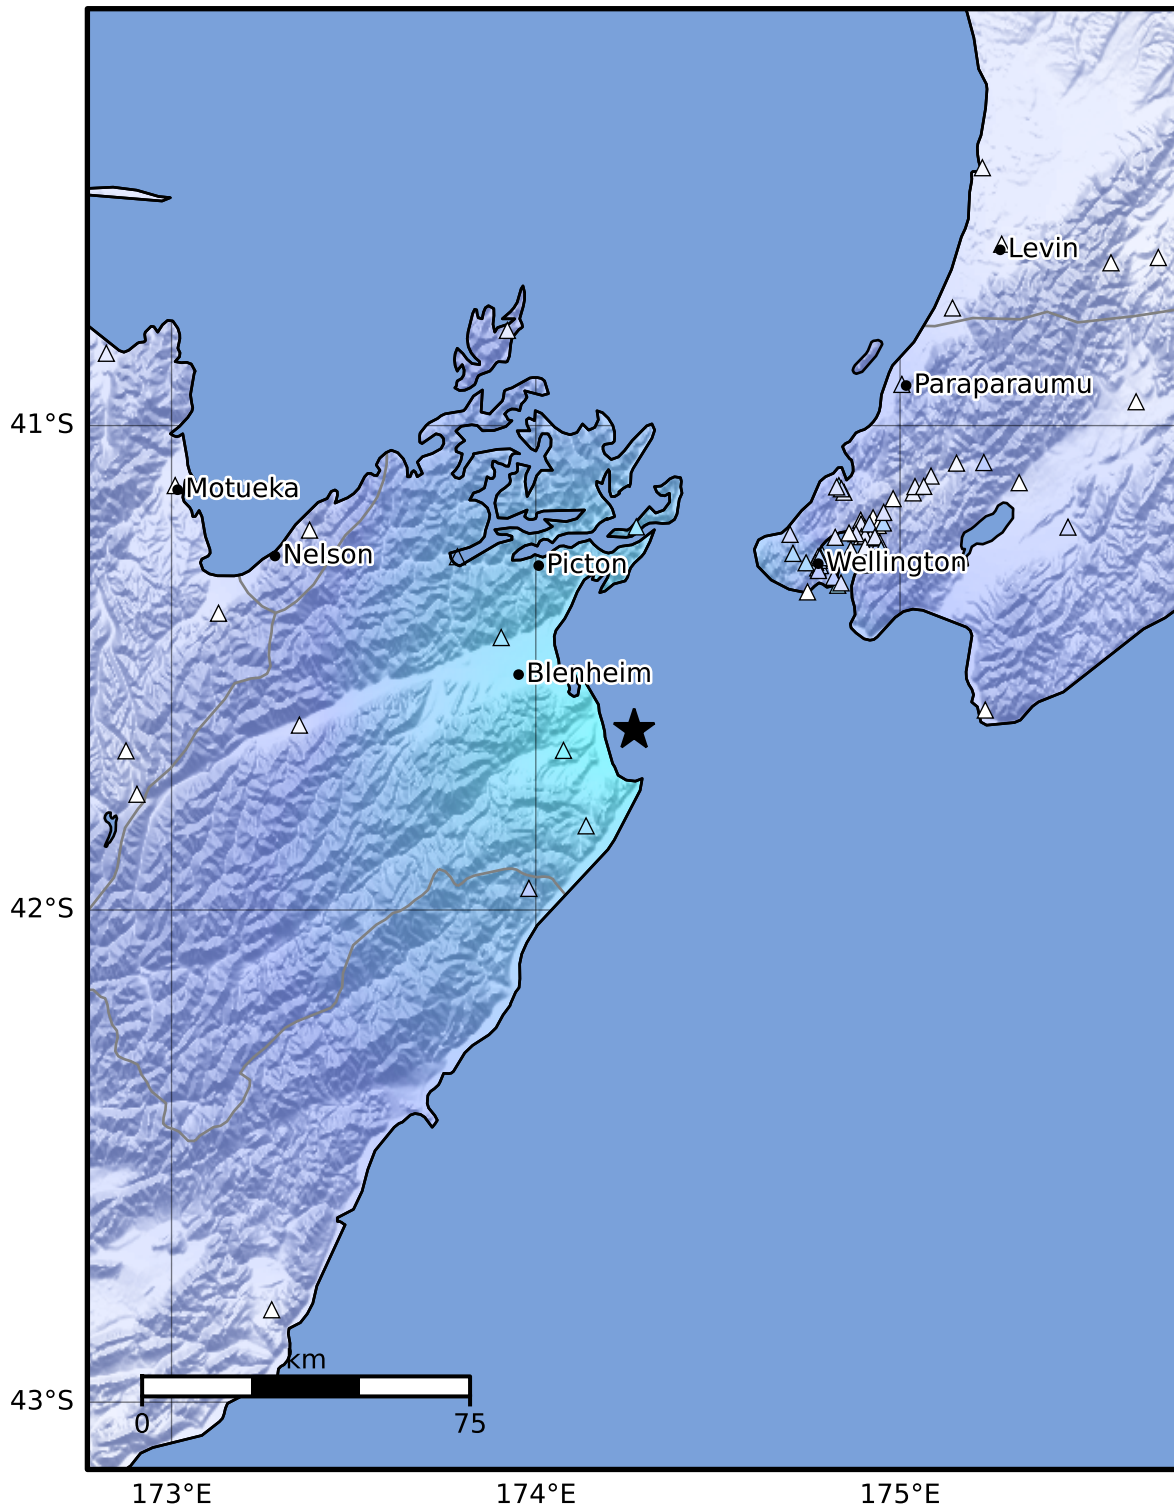 Levin
Paraparaumu
41°S
Motueka
Nelson
Picton
Wellington
Blenheim
42°S
km
43°S
0
75
173°E
174°E
175°E